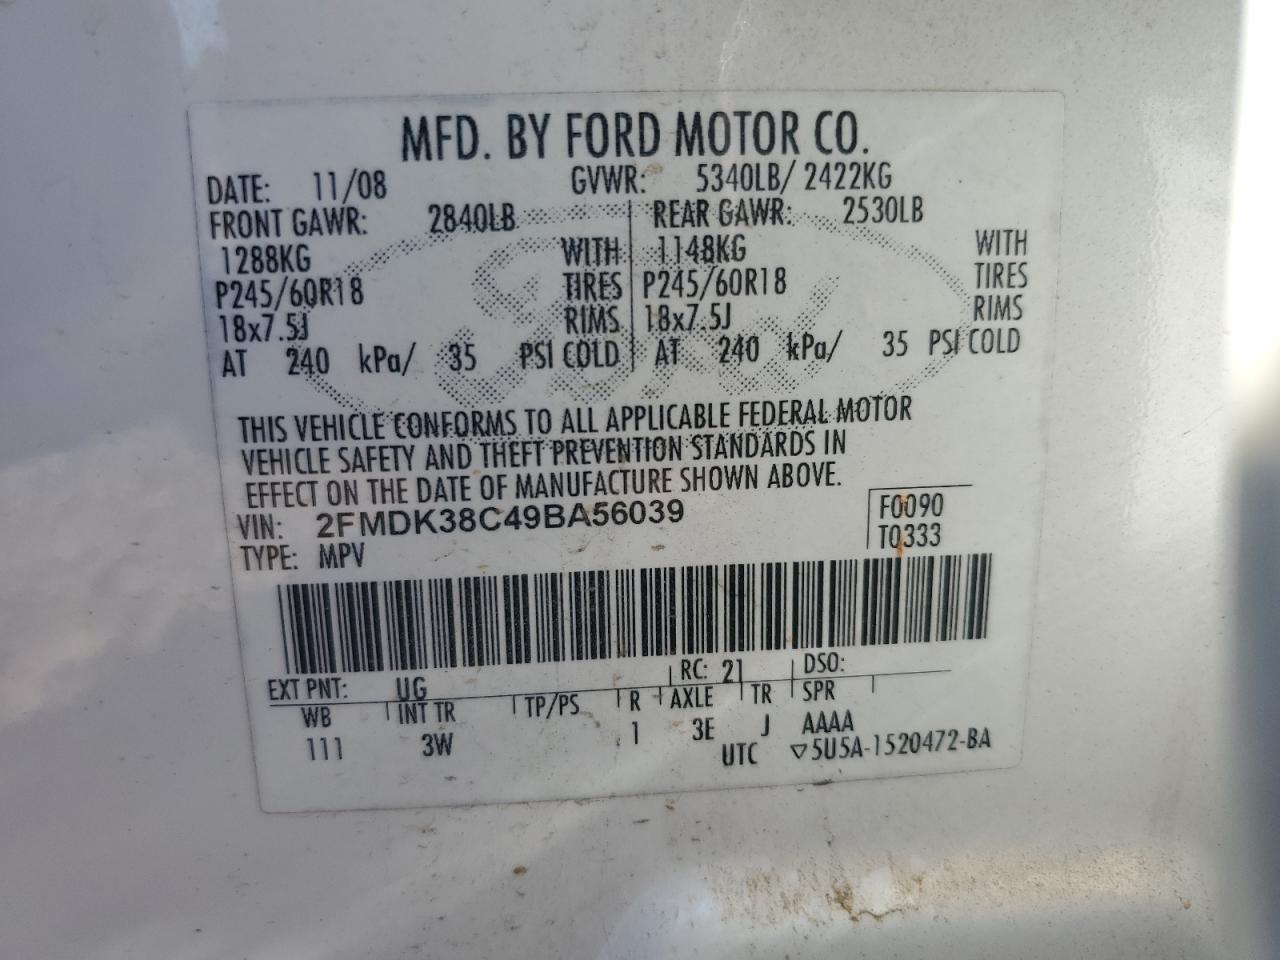 MFD. BY FORD MOTOR CO.
DATE: 11/08 GVWR: 5340LB/ 2422KG
FRONT GAWR: 2840LB REAR GAWR: 2530LB
1288KG WITH 1148KG WITH
P245/60R18 TIRES P245/60R18 TIRES
18x7.5J RIMS 18x7.5J RIMS
AT 240 kPa/ 35 PSI COLD AT 240 kPa/ 35 PSI COLD
Ford
THIS VEHICLE CONFORMS TO ALL APPLICABLE FEDERAL MOTOR
VEHICLE SAFETY AND THEFT PREVENTION STANDARDS IN
EFFECT ON THE DATE OF MANUFACTURE SHOWN ABOVE.
VIN: 2FMDK38C49BA56039 F0090
TYPE: MPV T0333
EXT PNT: UG RC: 21 DSO:
WB INT TR TP/PS R AXLE TR SPR
111 3W 1 3E J AAAA
UTC ▽5U5A-1520472-BA